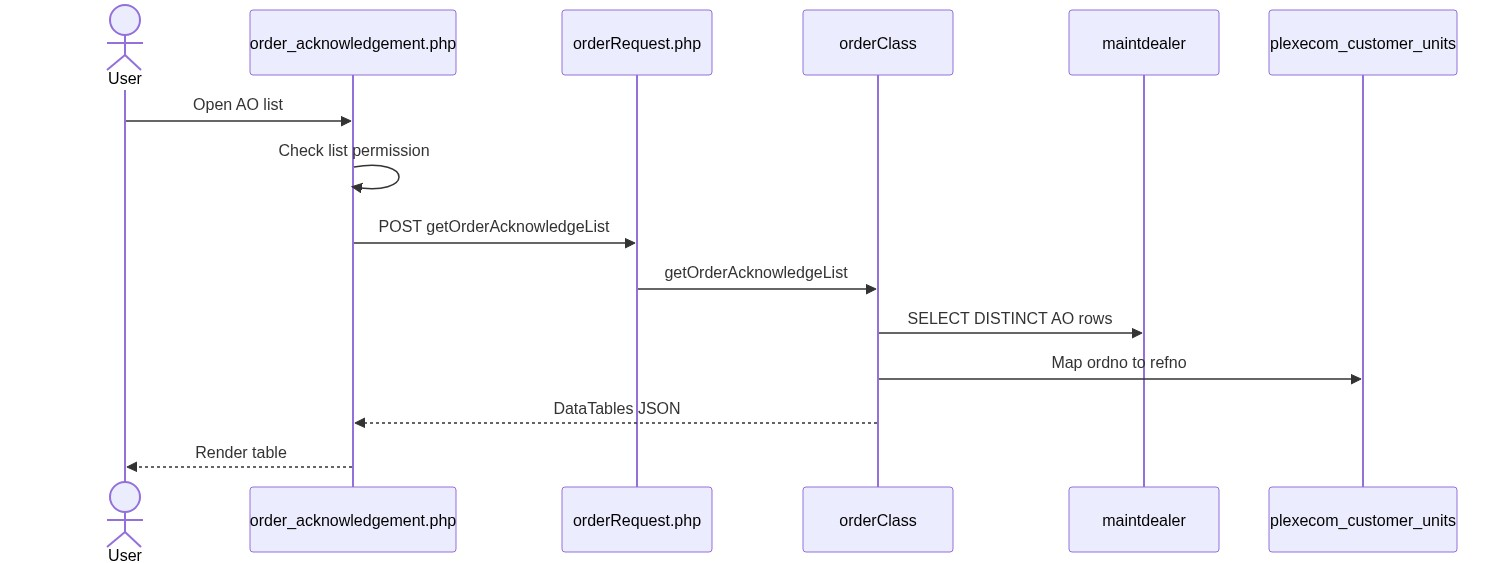 User
order_acknowledgement.php
orderRequest.php
orderClass
maintdealer
plexecom_customer_units
Open AO list
Check list permission
POST getOrderAcknowledgeList
getOrderAcknowledgeList
SELECT DISTINCT AO rows
Map ordno to refno
DataTables JSON
Render table
User
order_acknowledgement.php
orderRequest.php
orderClass
maintdealer
plexecom_customer_units